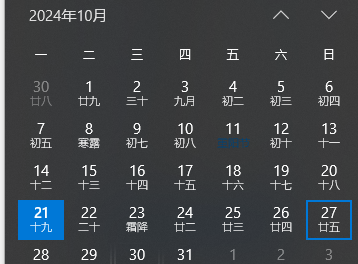 2024年10月
一 二 三 四 五 六 日
30 1 2 3 4 5 6
廿八 廿九 三十 九月 初二 初三 初四
7 8 9 10 11 12 13
初五 寒露 初七 初八 初十 十一
14 15 16 17 18 19 20
十二 十三 十四 十五 十六 十七 十八
21 22 23 24 25 26 27
十九 二十 霜降 廿二 廿三 廿四 廿五
28 29 30 31 1 2 3